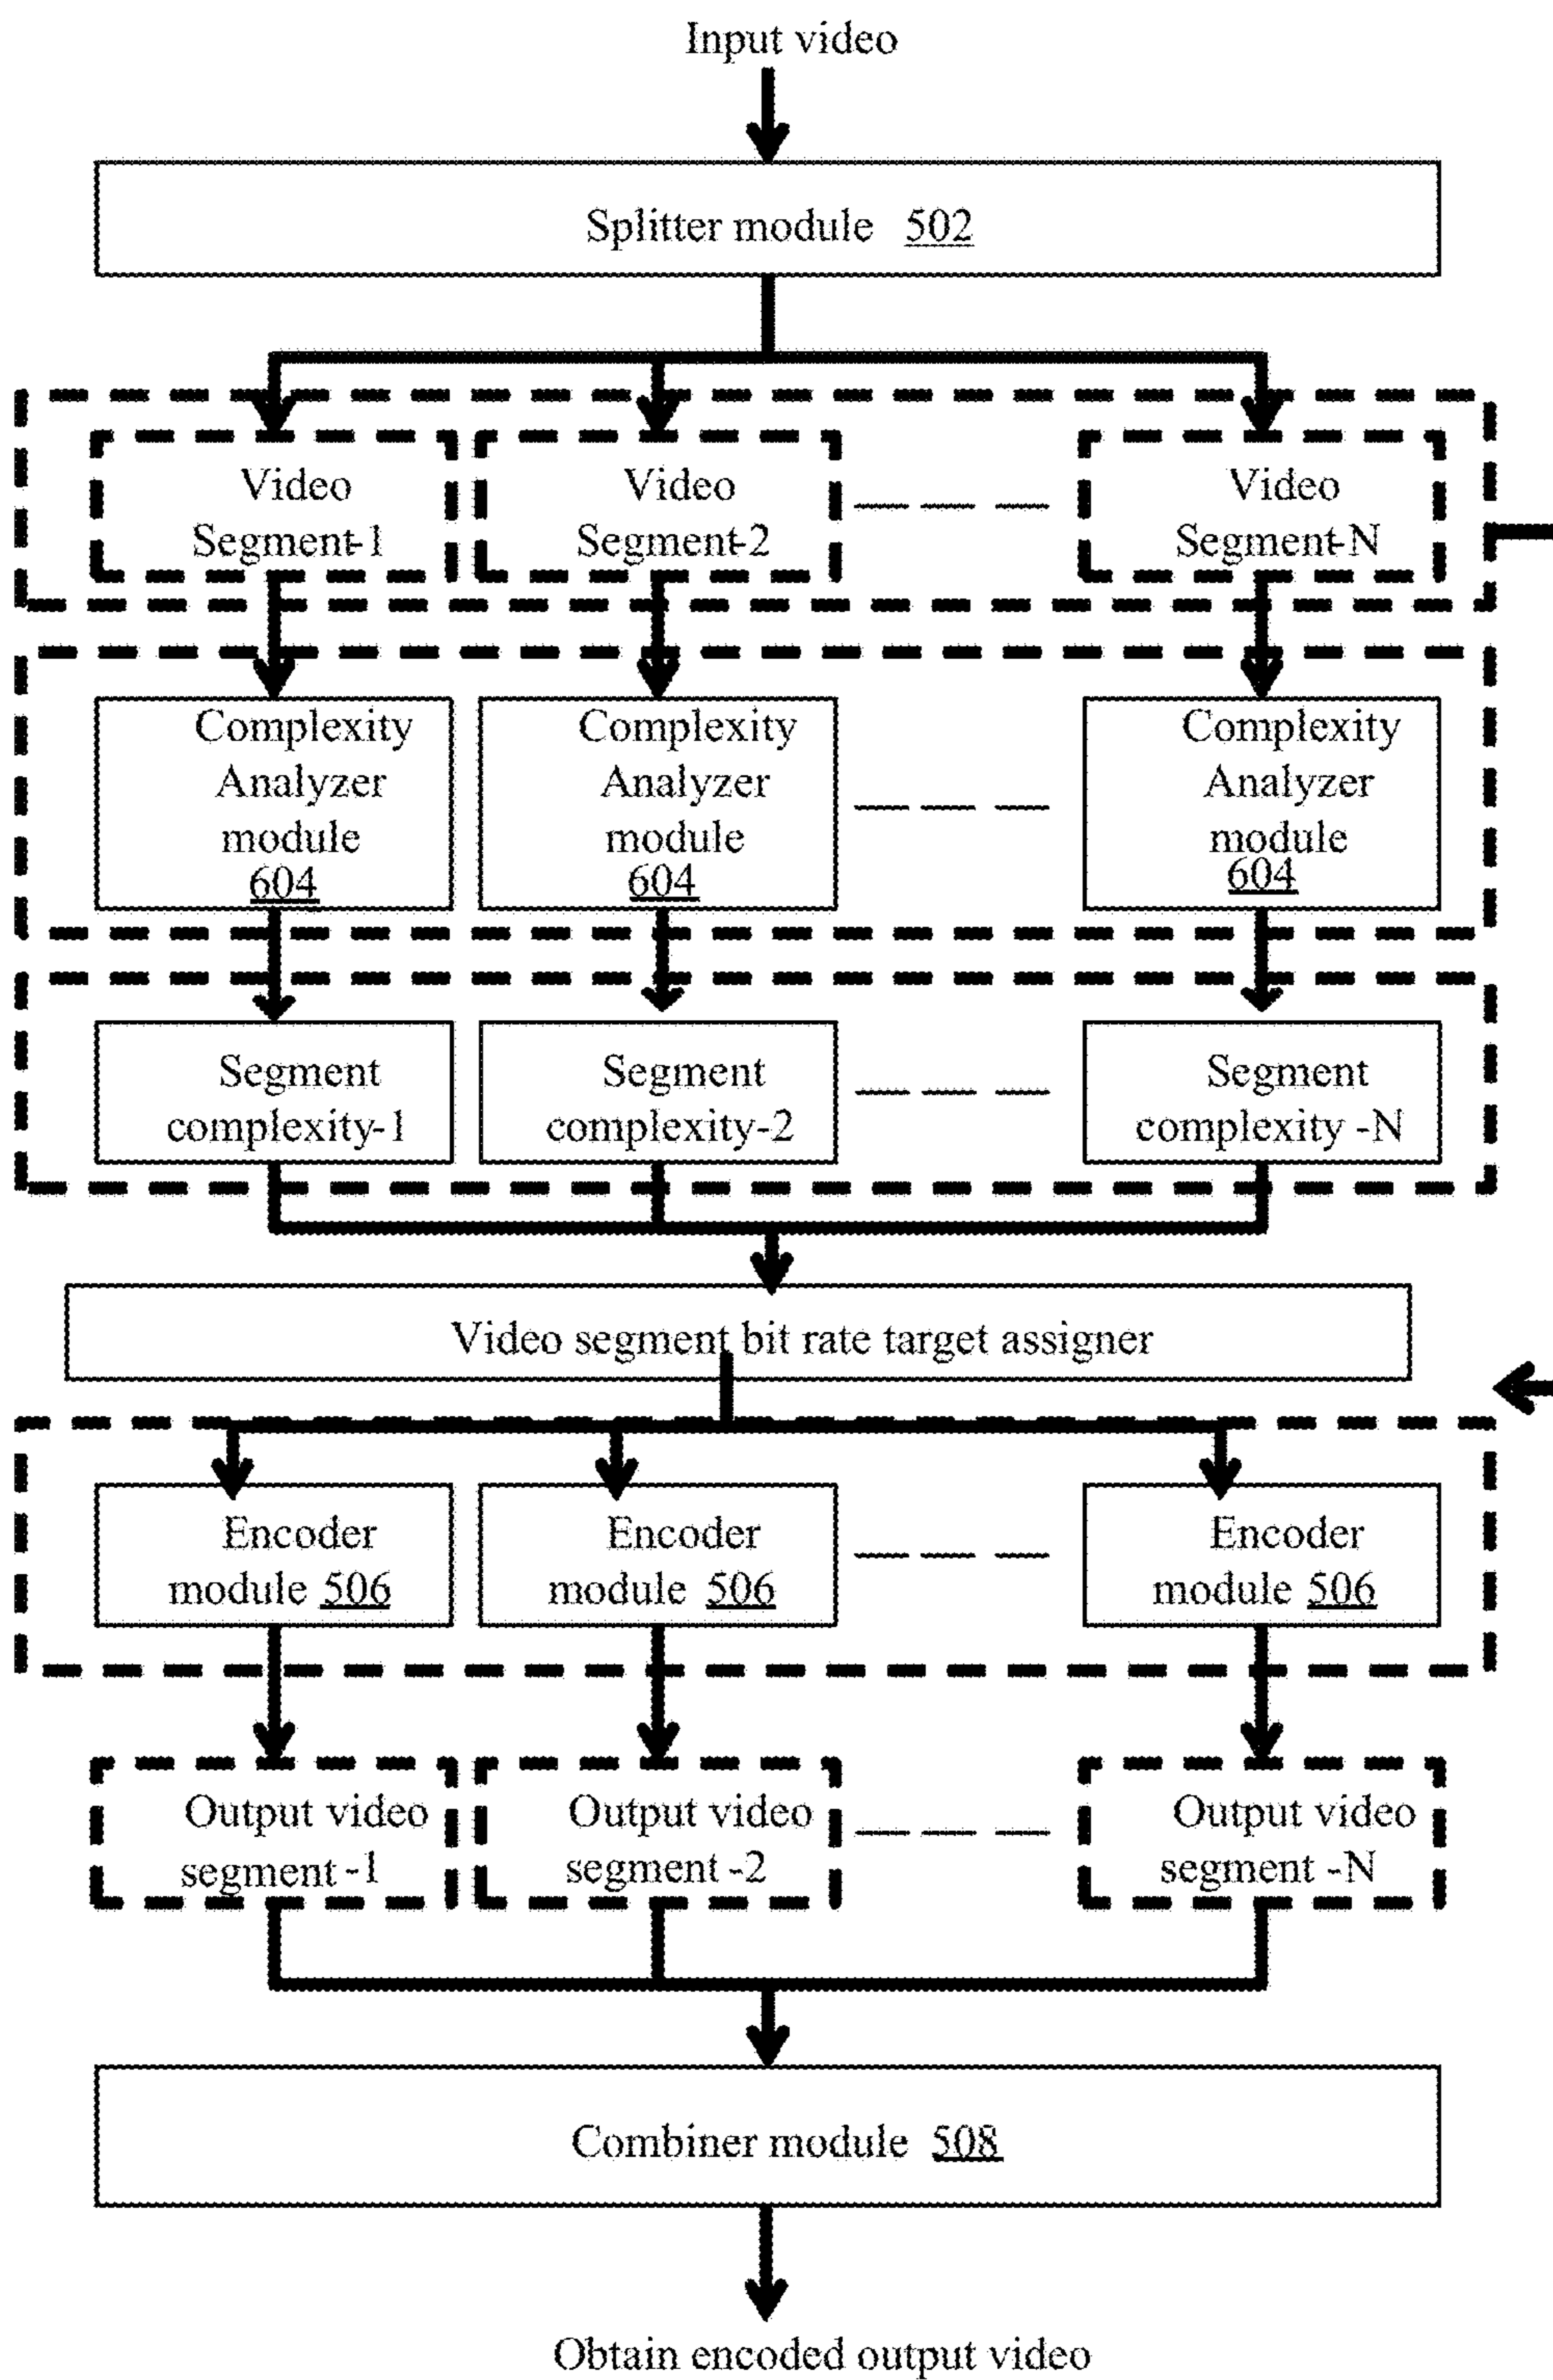 Input video
Splitter module 502
Video
Segment-1
Video
Segment-2
Video
Segment-N
Complexity
Analyzer
module
604
Complexity
Analyzer
module
604
Complexity
Analyzer
module
604
Segment
complexity-1
Segment
complexity-2
Segment
complexity -N
Video segment bit rate target assigner
Encoder
module 506
Encoder
module 506
Encoder
module 506
Output video
segment -1
Output video
segment -2
Output video
segment -N
Combiner module 508
Obtain encoded output video